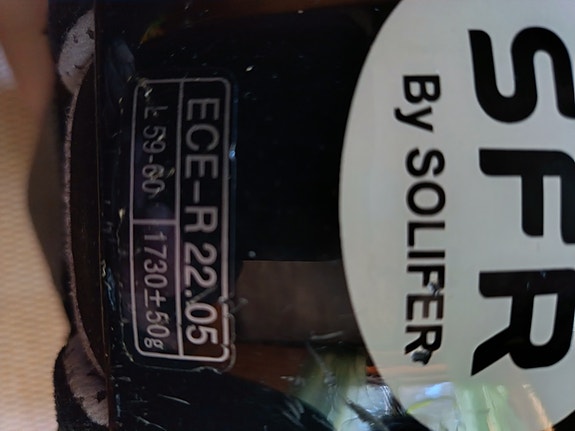 SFR
By SOLIFER
ECE-R 22.05
L 59-60 1730±50g